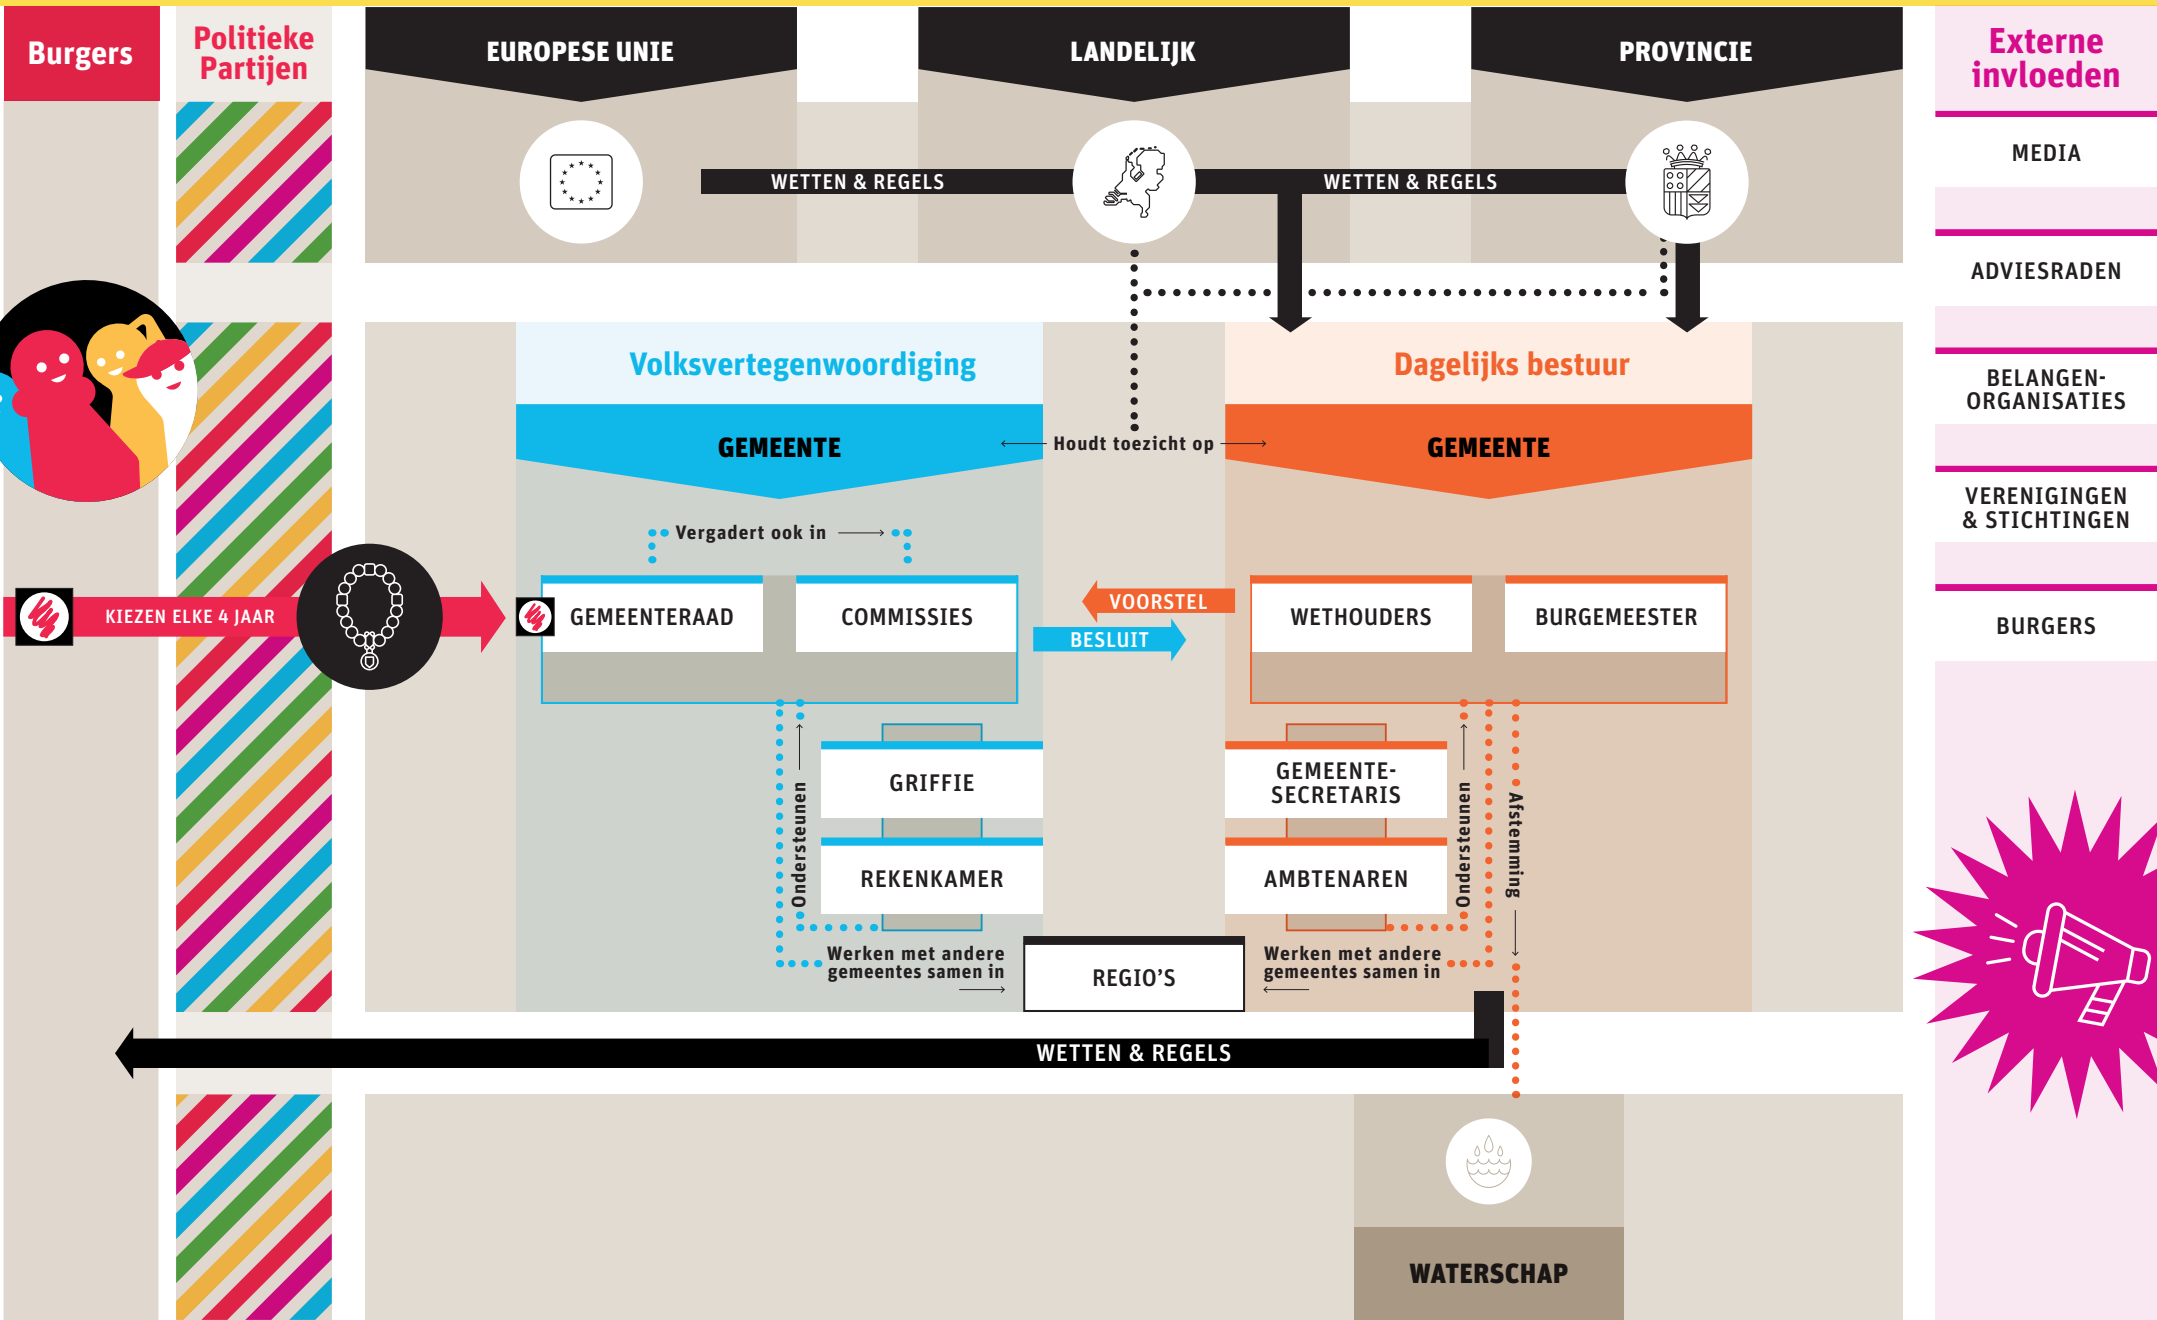 Burgers
Politieke
Partijen
EUROPESE UNIE
LANDELIJK
PROVINCIE
Externe
invloeden
WETTEN & REGELS
WETTEN & REGELS
MEDIA
ADVIESRADEN
BELANGEN-
ORGANISATIES
VERENIGINGEN
& STICHTINGEN
BURGERS
Volksvertegenwoordiging
Dagelijks bestuur
GEMEENTE
Houdt toezicht op
GEMEENTE
Vergadert ook in
KIEZEN ELKE 4 JAAR
GEMEENTERAAD
COMMISSIES
VOORSTEL
BESLUIT
WETHOUDERS
BURGEMEESTER
Ondersteunen
GRIFFIE
REKENKAMER
GEMEENTE-
SECRETARIS
AMBTENAREN
Ondersteunen
Afstemming
Werken met andere
gemeentes samen in
REGIO'S
Werken met andere
gemeentes samen in
WETTEN & REGELS
WATERSCHAP